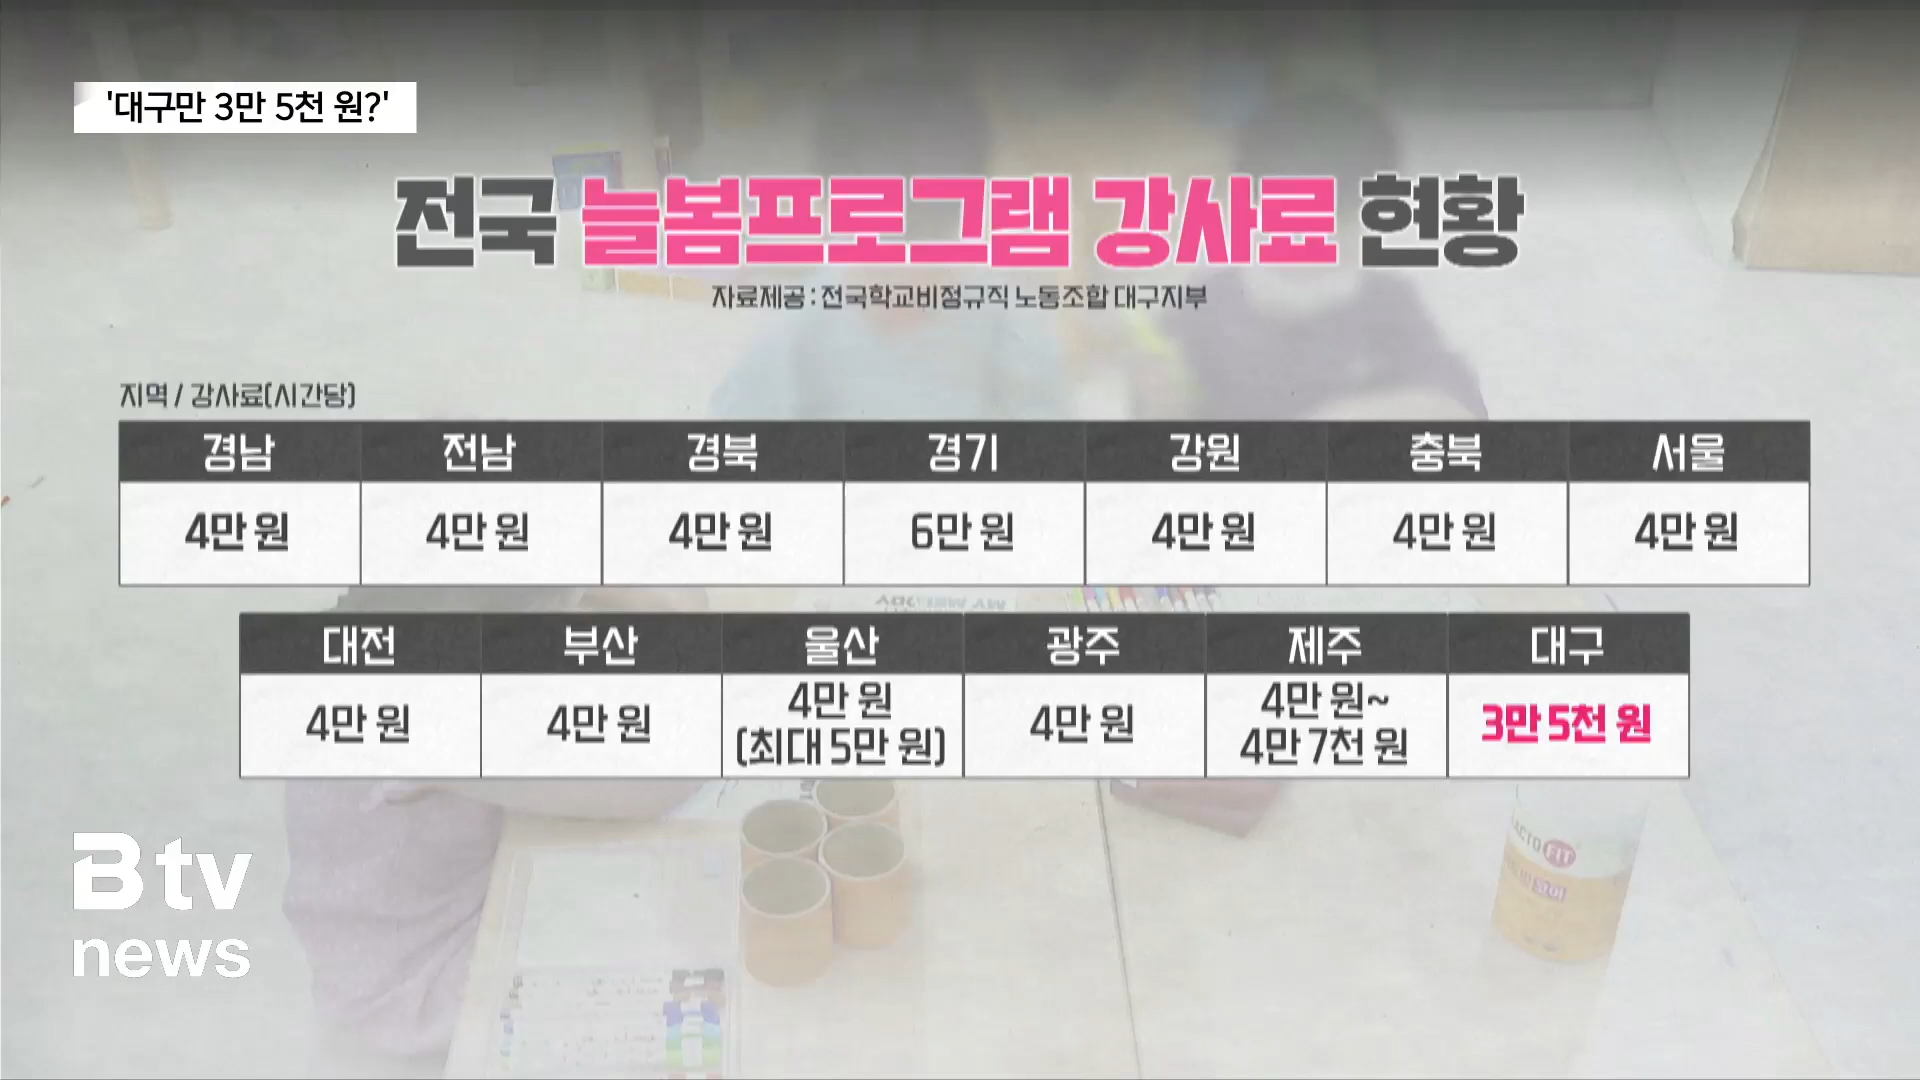 '대구만 3만 5천 원?'
전국 늘봄프로그램 강사료 현황
자료제공 : 전국학교비정규직 노동조합 대구지부
지역 / 강사료(시간당)
경남 전남 경북 경기 강원 충북 서울
4만 원 4만 원 4만 원 6만 원 4만 원 4만 원 4만 원
대전 부산 울산 광주 제주 대구
4만 원 4만 원 4만 원 (최대 5만 원) 4만 원 4만 원~ 4만 7천 원 3만 5천 원
B tv
news
FIT